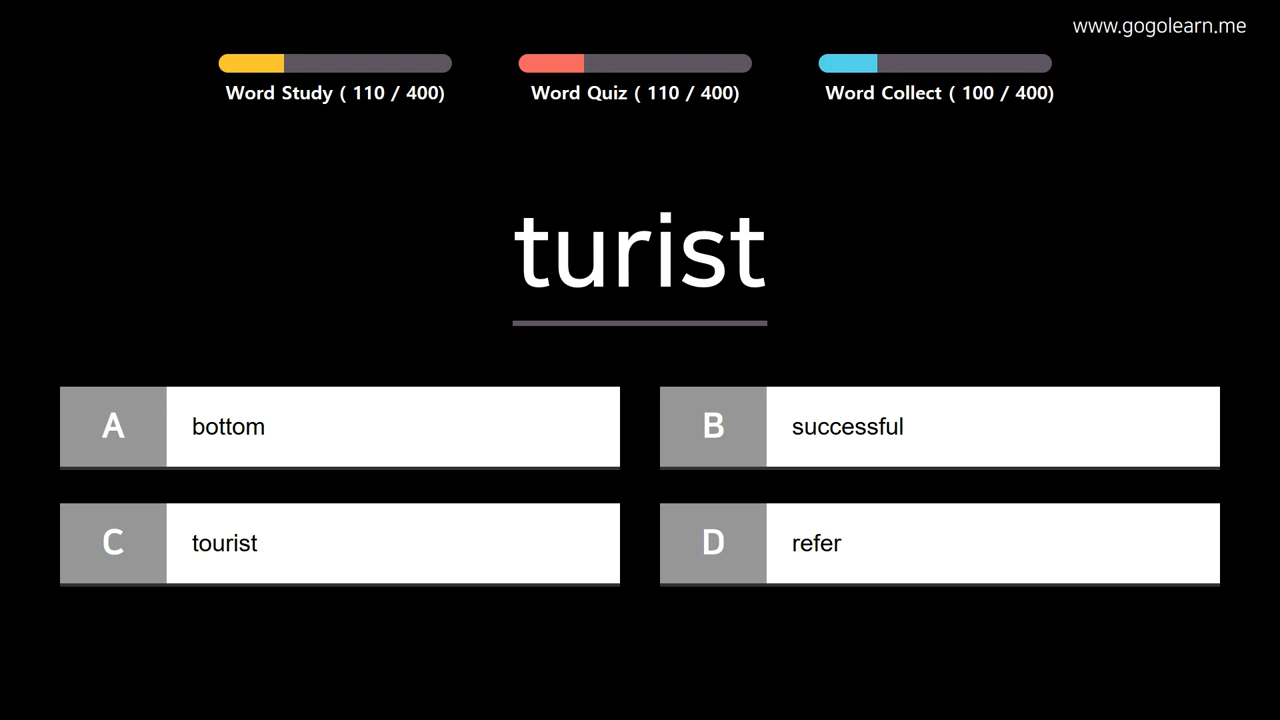 www.gogolearn.me
Word Study ( 110 / 400)
Word Quiz ( 110 / 400)
Word Collect ( 100 / 400)
turist
A bottom
B successful
C tourist
D refer